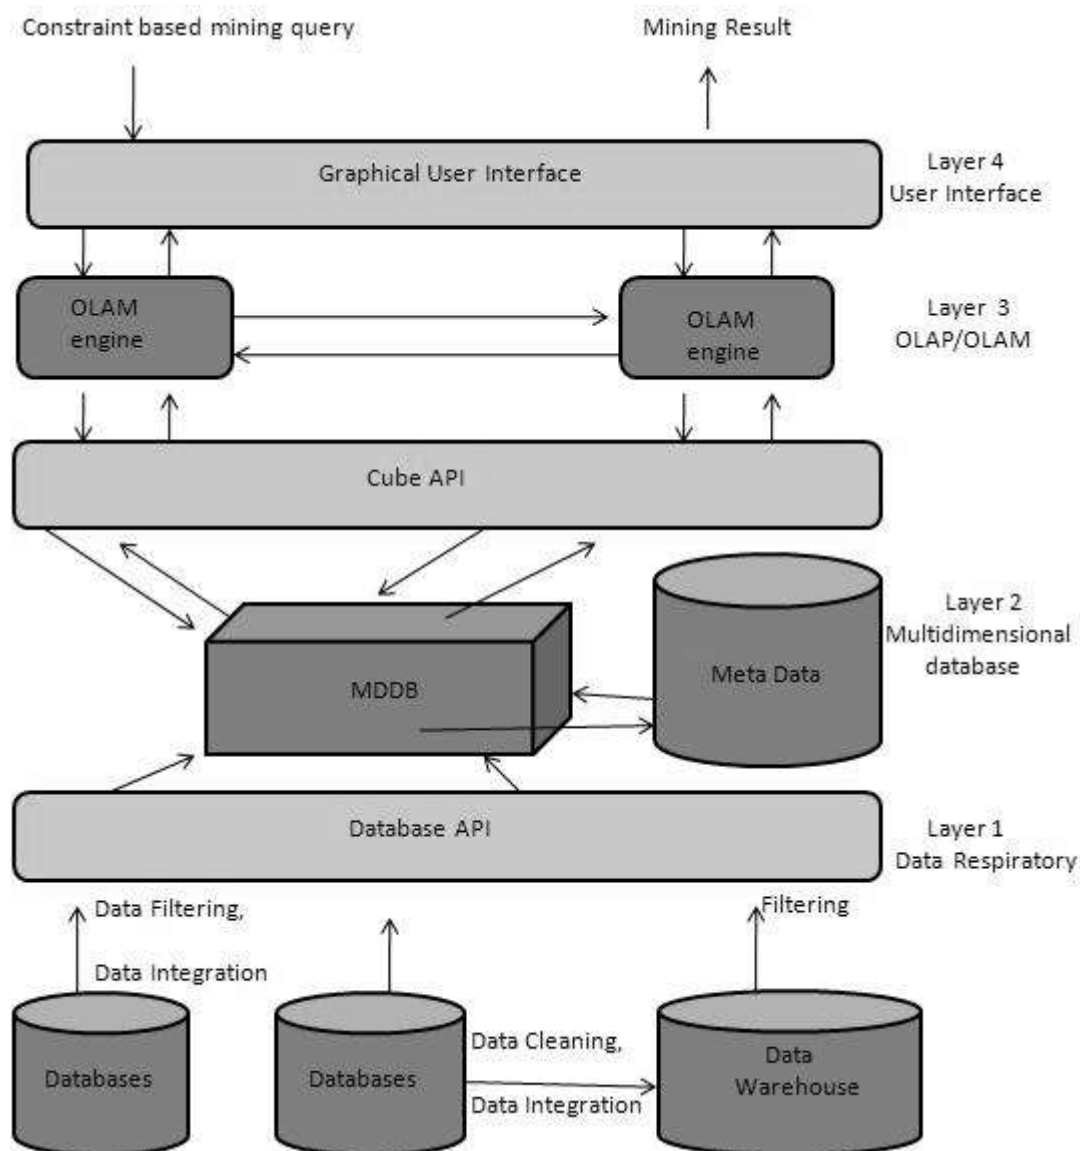 Constraint based mining query
Mining Result
Graphical User Interface
Layer 4
User Interface
OLAM
engine
OLAM
engine
Layer 3
OLAP/OLAM
Cube API
Layer 2
Multidimensional
database
MDDB
Meta Data
Database API
Layer 1
Data Respiratory
Data Filtering,
Data Integration
Filtering
Databases
Databases
Data Cleaning,
Data Integration
Data
Warehouse